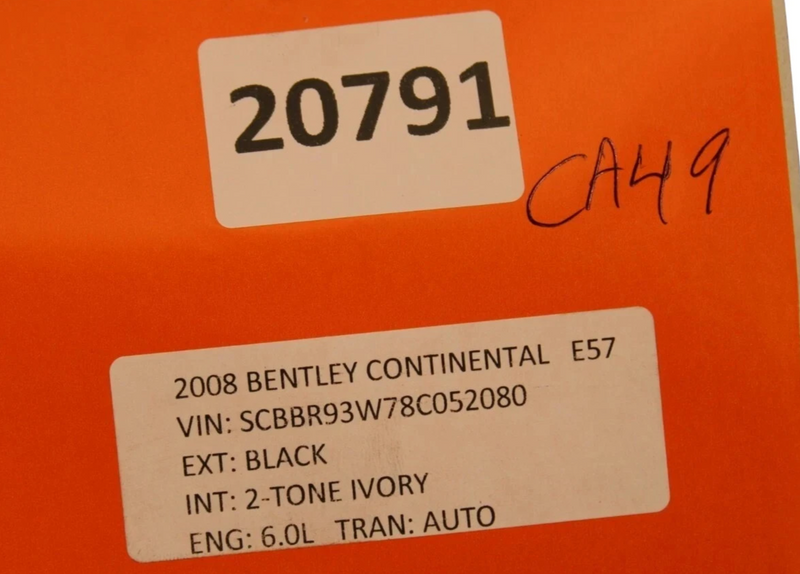 20791
CA49
2008 BENTLEY CONTINENTAL E57
VIN: SCBBR93W78C052080
EXT: BLACK
INT: 2-TONE IVORY
ENG: 6.0L TRAN: AUTO